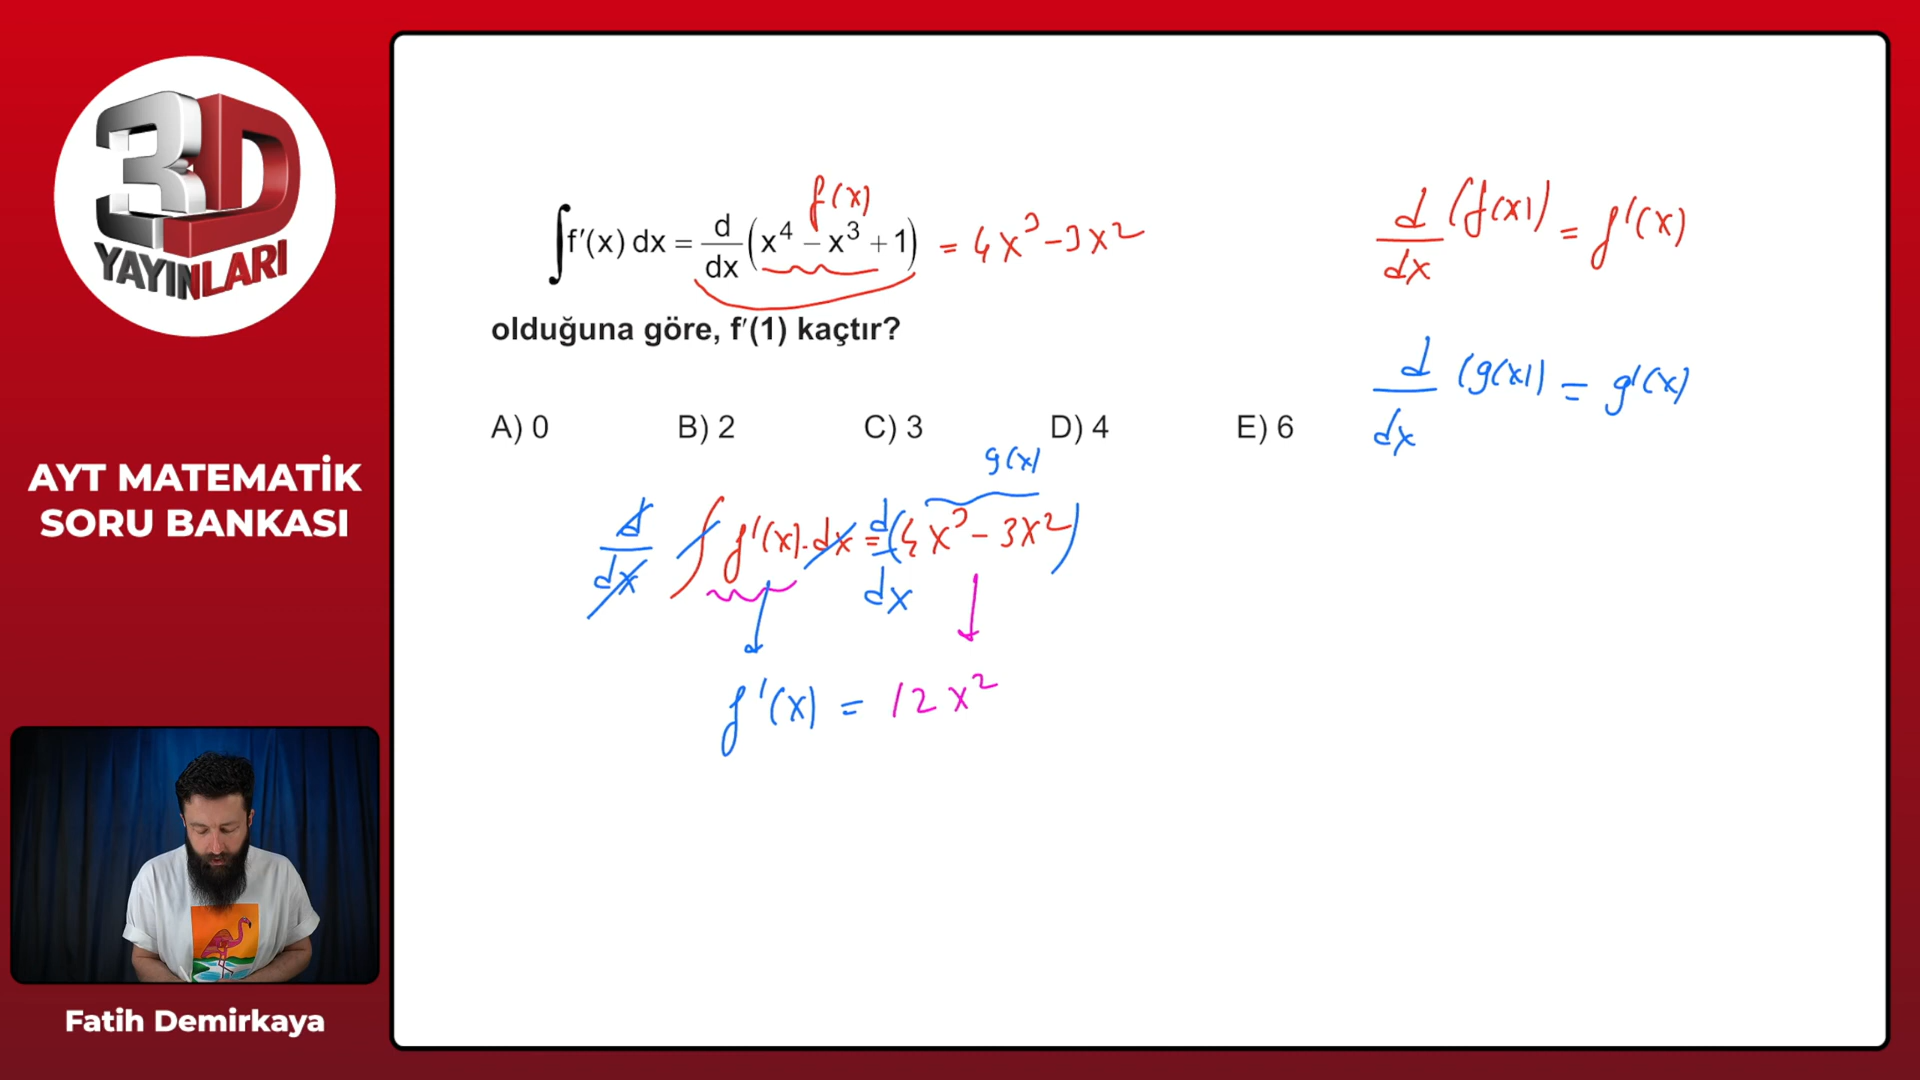 3D
YAYINLARI
AYT MATEMATİK
SORU BANKASI
Fatih Demirkaya
f(x)
∫f′(x) dx = d/dx (x⁴ – x³ + 1) = 4x³-3x²
olduğuna göre, f′(1) kaçtır?
A) 0 B) 2 C) 3 D) 4 E) 6
g(x)
d/dx ∫ f'(x).dx = d/dx (4x³ - 3x²)
f'(x) = 12x²
d/dx (f(x)) = f'(x)
d/dx (g(x)) = g'(x)